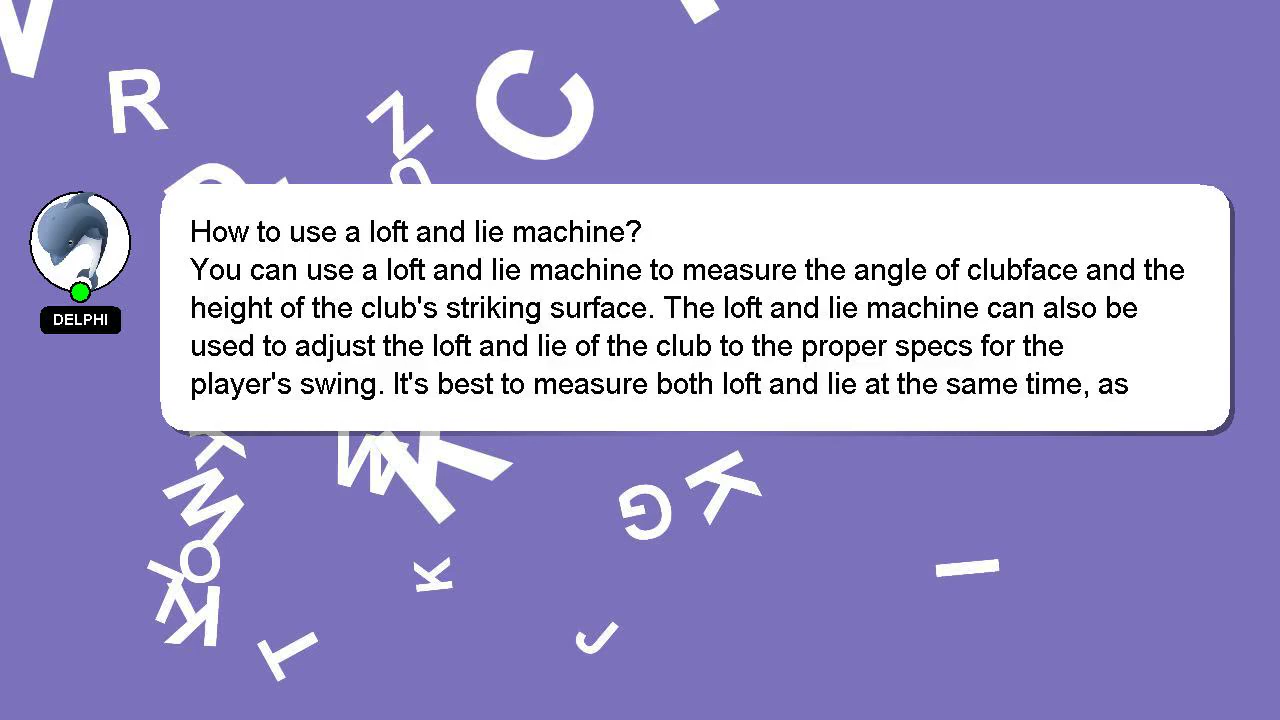 How to use a loft and lie machine?
You can use a loft and lie machine to measure the angle of clubface and the
height of the club's striking surface. The loft and lie machine can also be
used to adjust the loft and lie of the club to the proper specs for the
player's swing. It's best to measure both loft and lie at the same time, as
DELPHI
R
N
C
K
W
K
W
O
K
G
K
K
I
T
J